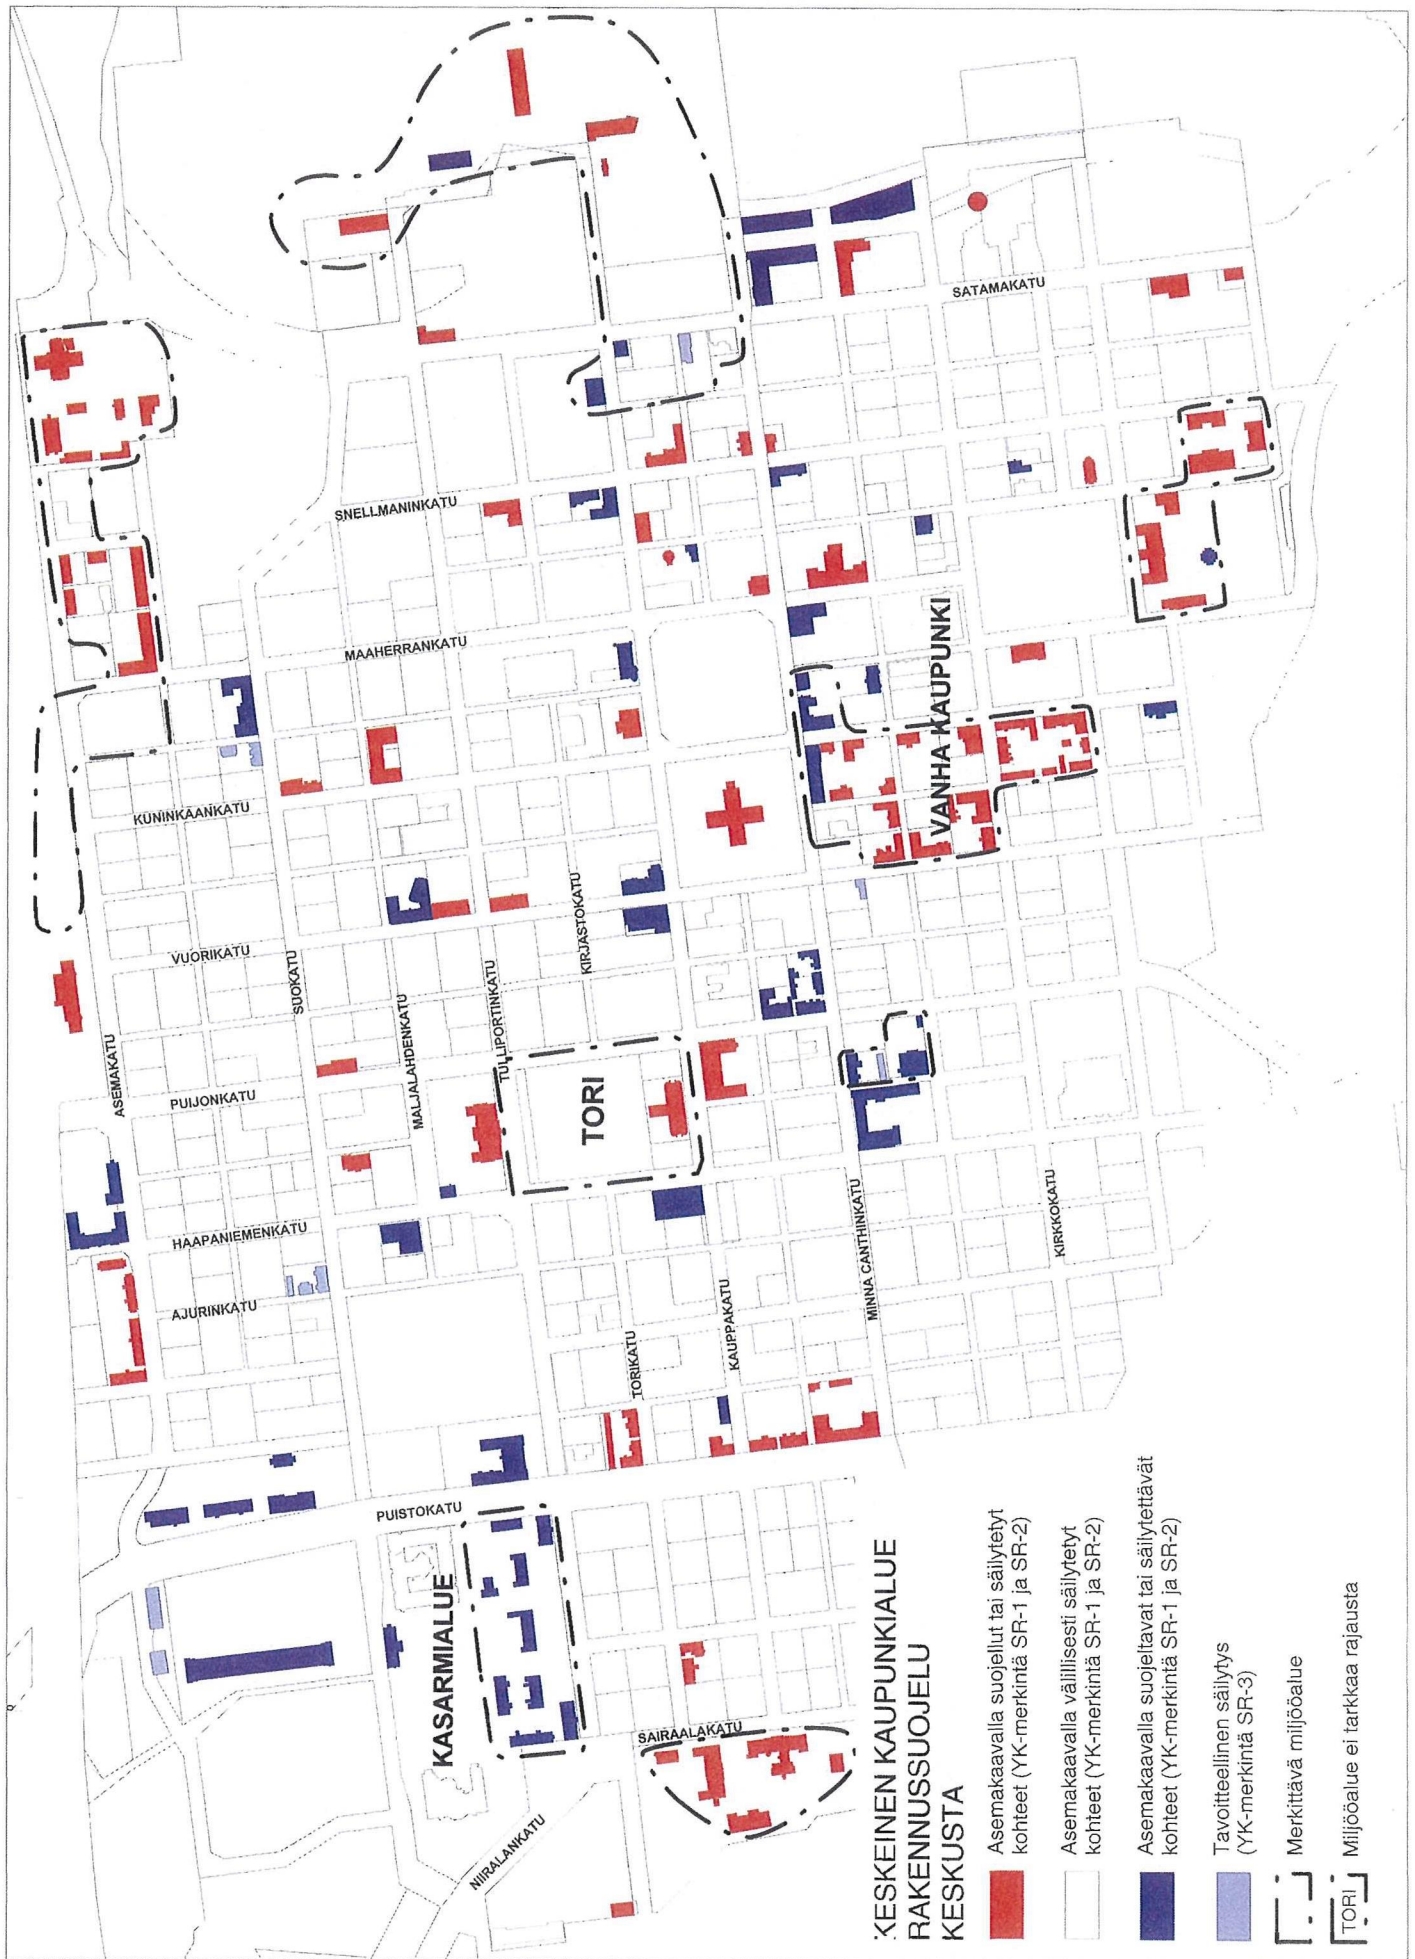 SATAMAKATU
SNELLMANINKATU
MAAHERRANKATU
VANHA KAUPUNKI
KUNINKAANKATU
KIRJASTOKATU
VUORIKATU
SUOKATU
TULLIPORTINKATU
MALJALAHDENKATU
ASEMAKATU
PUIJONKATU
TORI
HAAPANIEMENKATU
AJURINKATU
MINNA CANTHINKATU
KIRKKOKATU
KAUPPAKATU
TORIKATU
PUISTOKATU
KASARMIALUE
SAIRAALAKATU
NIIRALANKATU
KESKEINEN KAUPUNKIALUE
RAKENNUSSUOJELU
KESKUSTA
Asemakaavalla suojellut tai säilytetyt
kohteet (YK-merkintä SR-1 ja SR-2)
Asemakaavalla välillisesti säilytetyt
kohteet (YK-merkintä SR-1 ja SR-2)
Asemakaavalla suojeltavat tai säilytettävät
kohteet (YK-merkintä SR-1 ja SR-2)
Tavoitteellinen säilytys
(YK-merkintä SR-3)
Merkittävä miljööalue
TORI
Miljööalue ei tarkkaa rajausta